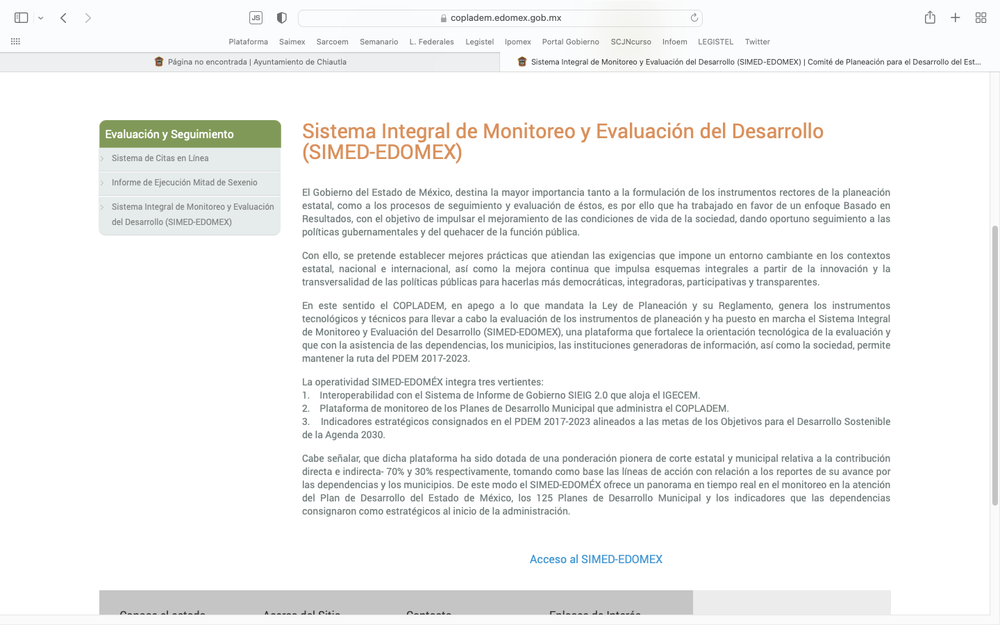 JS
copladem.edomex.gob.mx
Plataforma Saimex Sarcoem Semanario L. Federales Legistel Ipomex Portal Gobierno SCJNcurso Infoem LEGISTEL Twitter
Página no encontrada | Ayuntamiento de Chiautla
Sistema Integral de Monitoreo y Evaluación del Desarrollo (SIMED-EDOMEX) | Comité de Planeación para el Desarrollo del Est...
Evaluación y Seguimiento
Sistema de Citas en Línea
Informe de Ejecución Mitad de Sexenio
Sistema Integral de Monitoreo y Evaluación
del Desarrollo (SIMED-EDOMEX)
Sistema Integral de Monitoreo y Evaluación del Desarrollo
(SIMED-EDOMEX)
El Gobierno del Estado de México, destina la mayor importancia tanto a la formulación de los instrumentos rectores de la planeación
estatal, como a los procesos de seguimiento y evaluación de éstos, es por ello que ha trabajado en favor de un enfoque Basado en
Resultados, con el objetivo de impulsar el mejoramiento de las condiciones de vida de la sociedad, dando oportuno seguimiento a las
políticas gubernamentales y del quehacer de la función pública.
Con ello, se pretende establecer mejores prácticas que atiendan las exigencias que impone un entorno cambiante en los contextos
estatal, nacional e internacional, así como la mejora continua que impulsa esquemas integrales a partir de la innovación y la
transversalidad de las políticas públicas para hacerlas más democráticas, integradoras, participativas y transparentes.
En este sentido el COPLADEM, en apego a lo que mandata la Ley de Planeación y su Reglamento, genera los instrumentos
tecnológicos y técnicos para llevar a cabo la evaluación de los instrumentos de planeación y ha puesto en marcha el Sistema Integral
de Monitoreo y Evaluación del Desarrollo (SIMED-EDOMEX), una plataforma que fortalece la orientación tecnológica de la evaluación y
que con la asistencia de las dependencias, los municipios, las instituciones generadoras de información, así como la sociedad, permite
mantener la ruta del PDEM 2017-2023.
La operatividad SIMED-EDOMÉX integra tres vertientes:
1. Interoperabilidad con el Sistema de Informe de Gobierno SIEIG 2.0 que aloja el IGECEM.
2. Plataforma de monitoreo de los Planes de Desarrollo Municipal que administra el COPLADEM.
3. Indicadores estratégicos consignados en el PDEM 2017-2023 alineados a las metas de los Objetivos para el Desarrollo Sostenible
de la Agenda 2030.
Cabe señalar, que dicha plataforma ha sido dotada de una ponderación pionera de corte estatal y municipal relativa a la contribución
directa e indirecta- 70% y 30% respectivamente, tomando como base las líneas de acción con relación a los reportes de su avance por
las dependencias y los municipios. De este modo el SIMED-EDOMÉX ofrece un panorama en tiempo real en el monitoreo en la atención
del Plan de Desarrollo del Estado de México, los 125 Planes de Desarrollo Municipal y los indicadores que las dependencias
consignaron como estratégicos al inicio de la administración.
Acceso al SIMED-EDOMEX
Conoce el estado Acerca del Sitio Contacto Enlaces de Interés